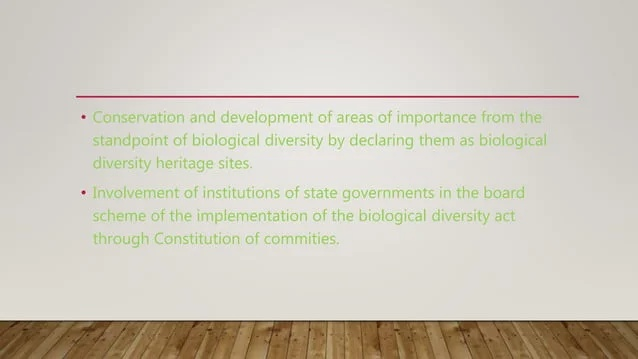 • Conservation and development of areas of importance from the
standpoint of biological diversity by declaring them as biological
diversity heritage sites.
• Involvement of institutions of state governments in the board
scheme of the implementation of the biological diversity act
through Constitution of commities.